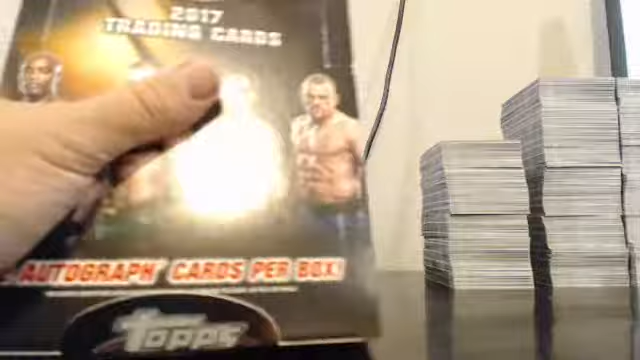 2017
TRADING CARDS
AUTOGRAPH CARDS PER BOX!
TOPPS